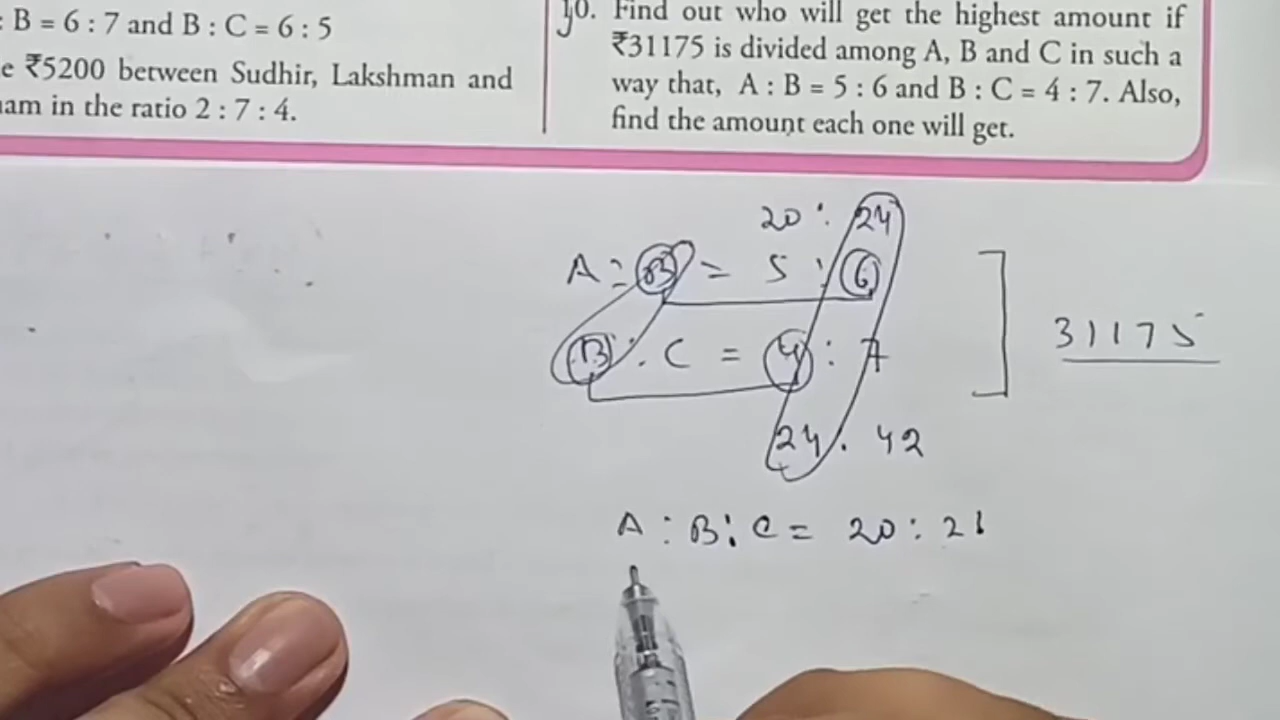 : B = 6 : 7 and B : C = 6 : 5
e ₹5200 between Sudhir, Lakshman and
am in the ratio 2 : 7 : 4.
10. Find out who will get the highest amount if
₹31175 is divided among A, B and C in such a
way that, A : B = 5 : 6 and B : C = 4 : 7. Also,
find the amount each one will get.
20 : 24
A : B = 5 : 6
B : C = 4 : 7
31175
24 . 42
A : B : C = 20 : 21